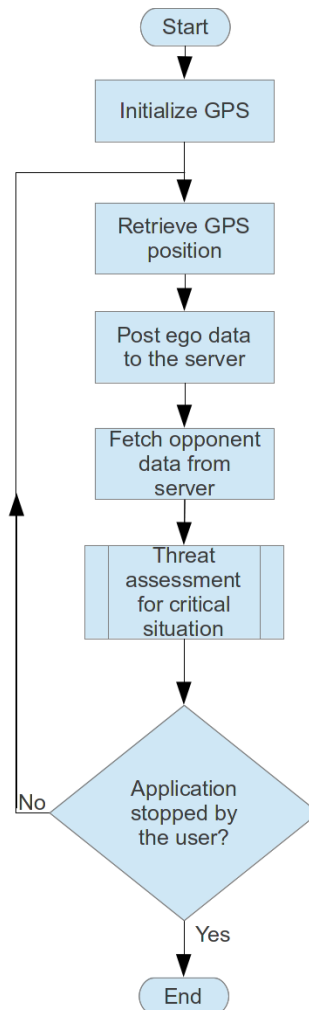 Start
Initialize GPS
Retrieve GPS
position
Post ego data
to the server
Fetch opponent
data from
server
Threat
assessment
for critical
situation
Application
stopped by
the user?
No
Yes
End